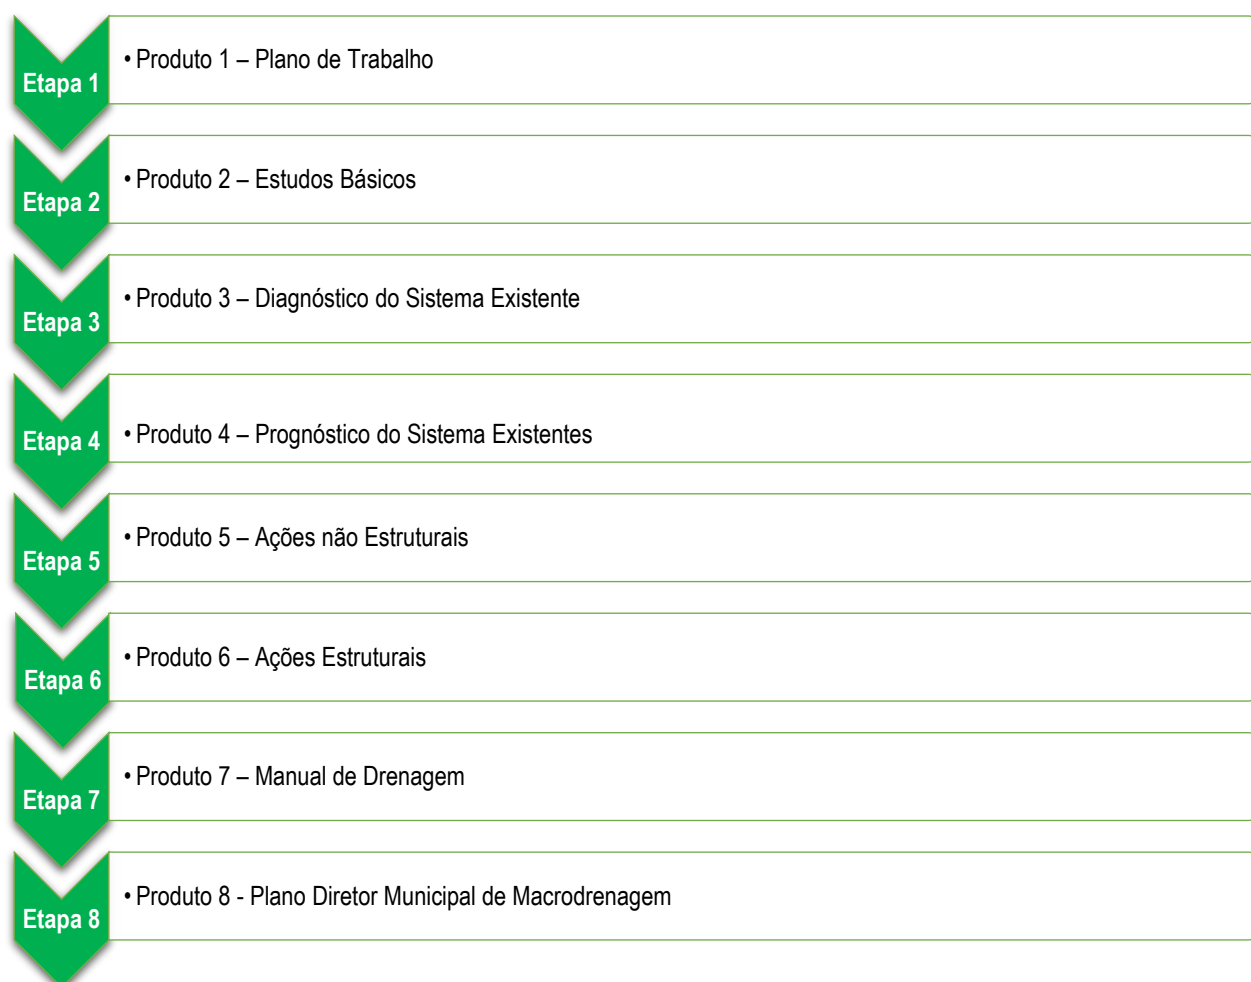 Etapa 1
• Produto 1 – Plano de Trabalho
Etapa 2
• Produto 2 – Estudos Básicos
Etapa 3
• Produto 3 – Diagnóstico do Sistema Existente
Etapa 4
• Produto 4 – Prognóstico do Sistema Existentes
Etapa 5
• Produto 5 – Ações não Estruturais
Etapa 6
• Produto 6 – Ações Estruturais
Etapa 7
• Produto 7 – Manual de Drenagem
Etapa 8
• Produto 8 - Plano Diretor Municipal de Macrodrenagem